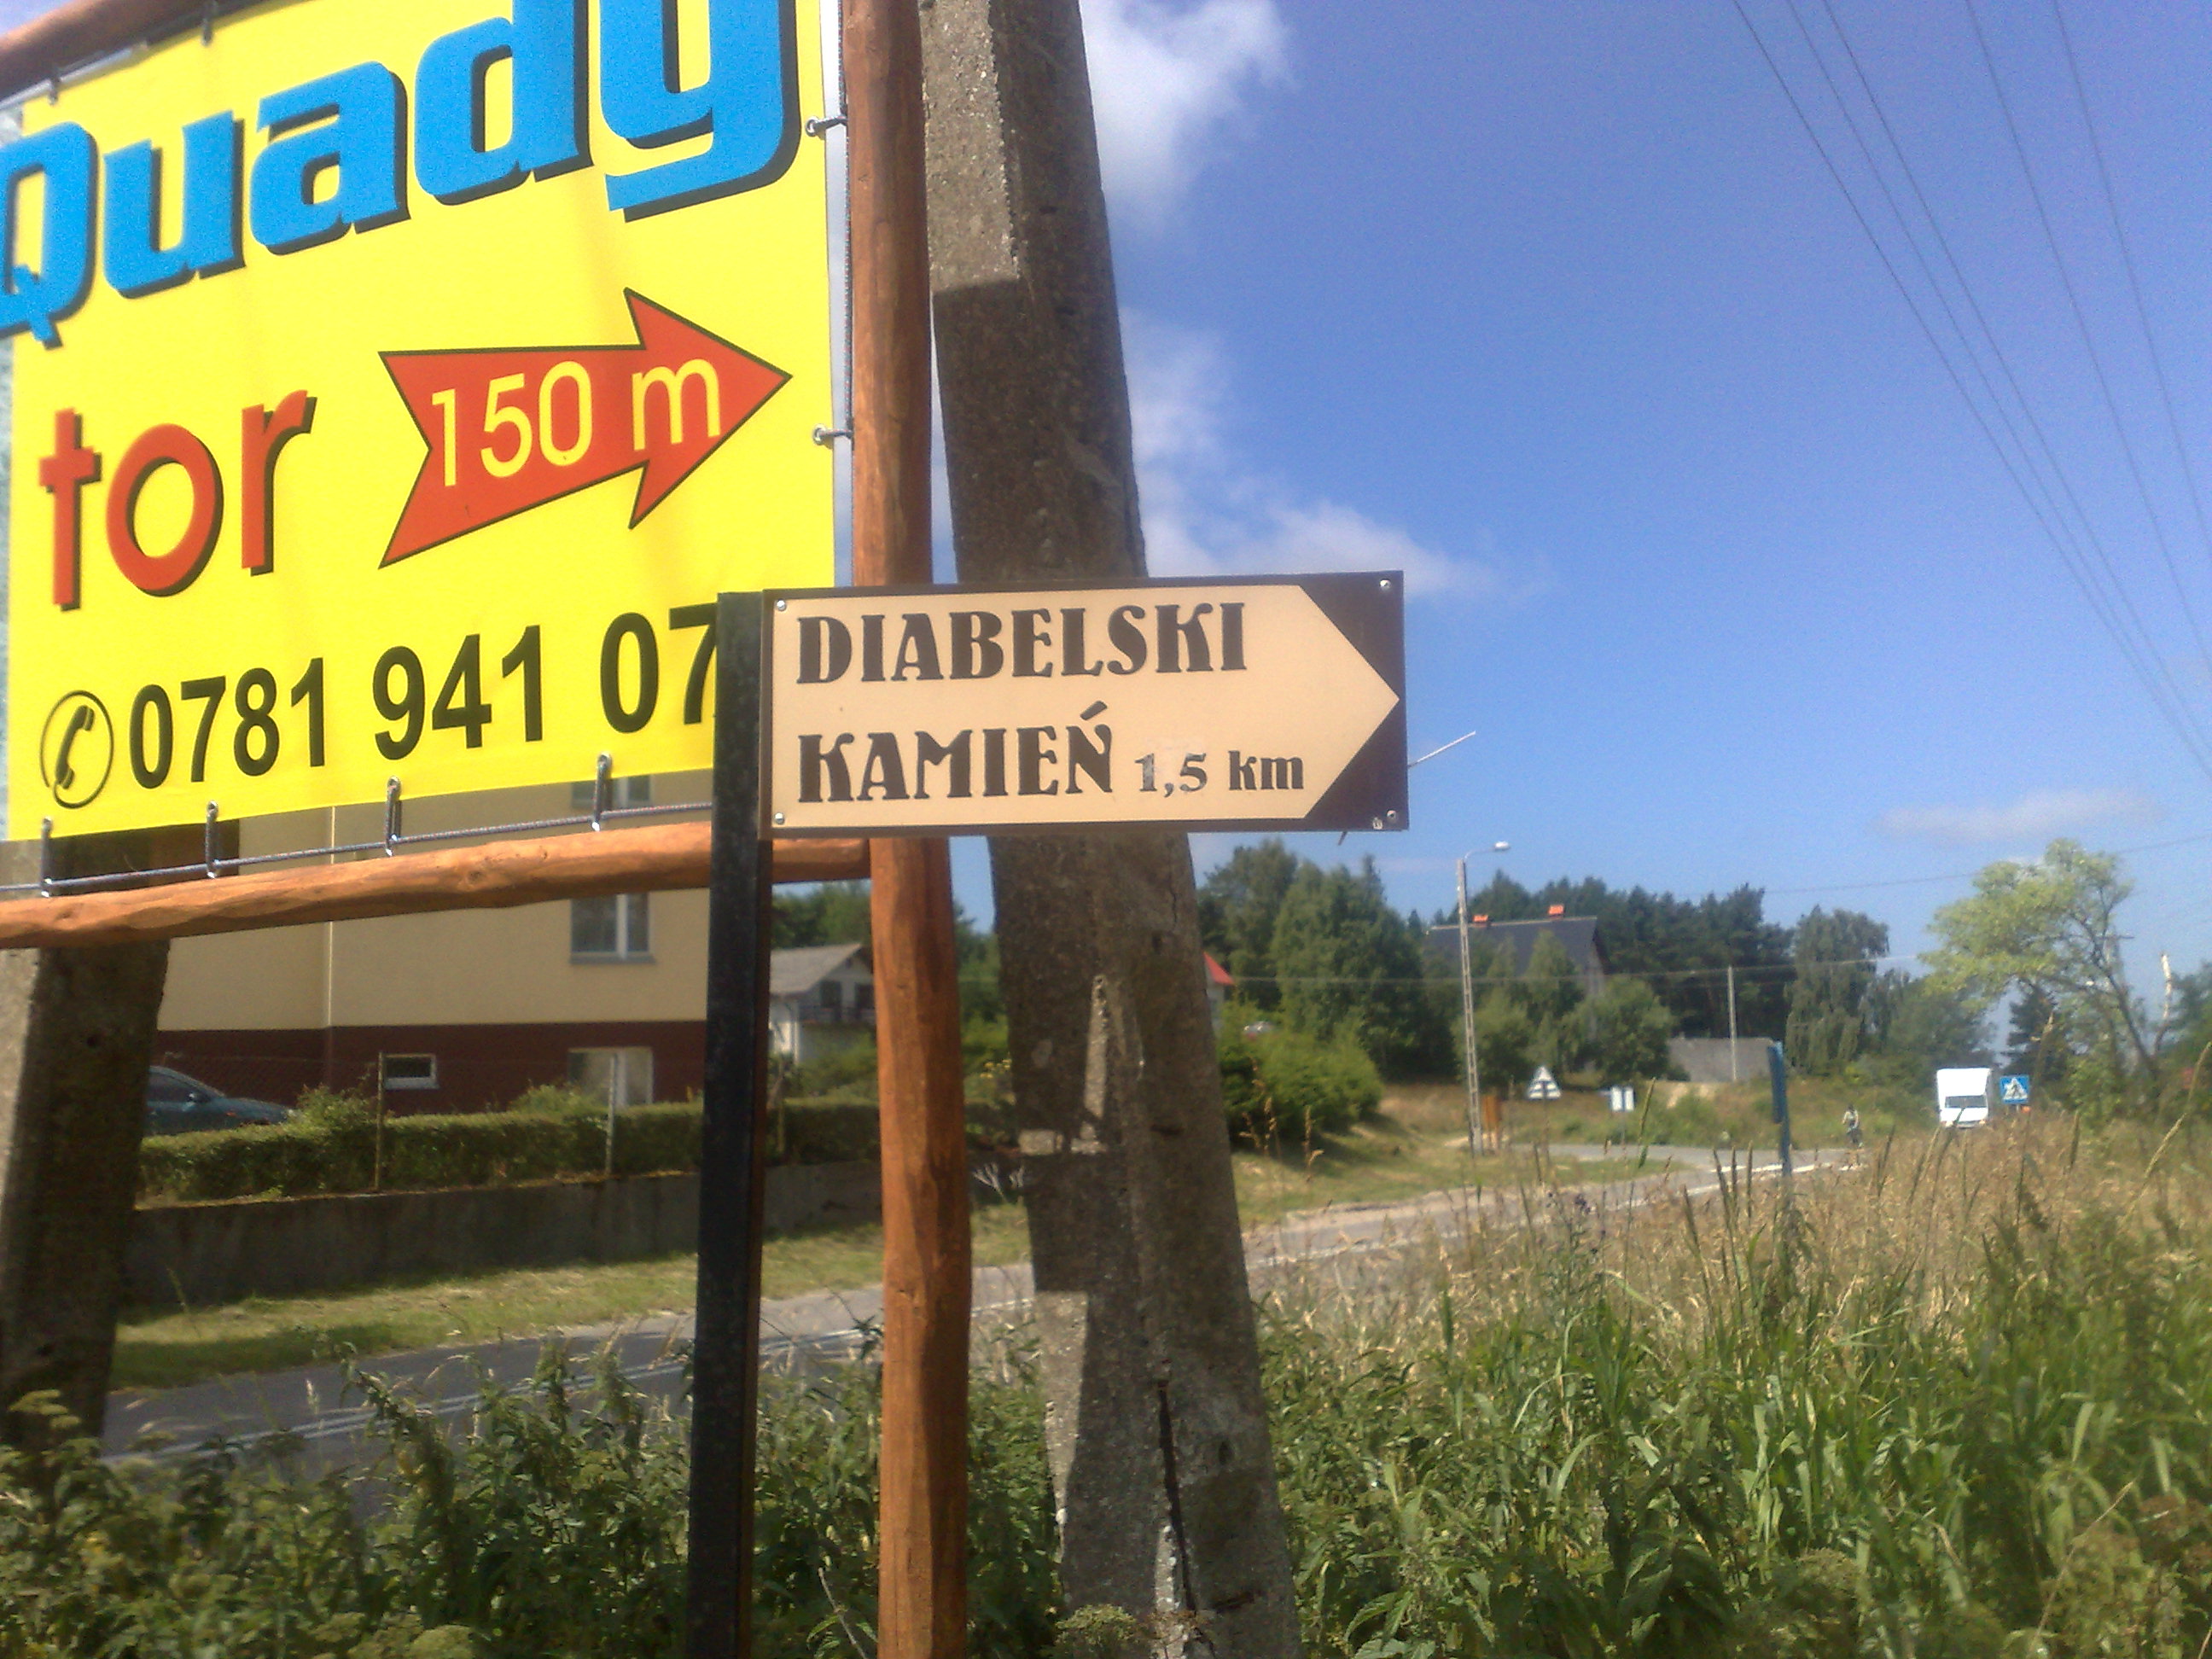 Quady
tor
150 m
0781 941 07
DIABELSKI
KAMIEŃ 1,5 km